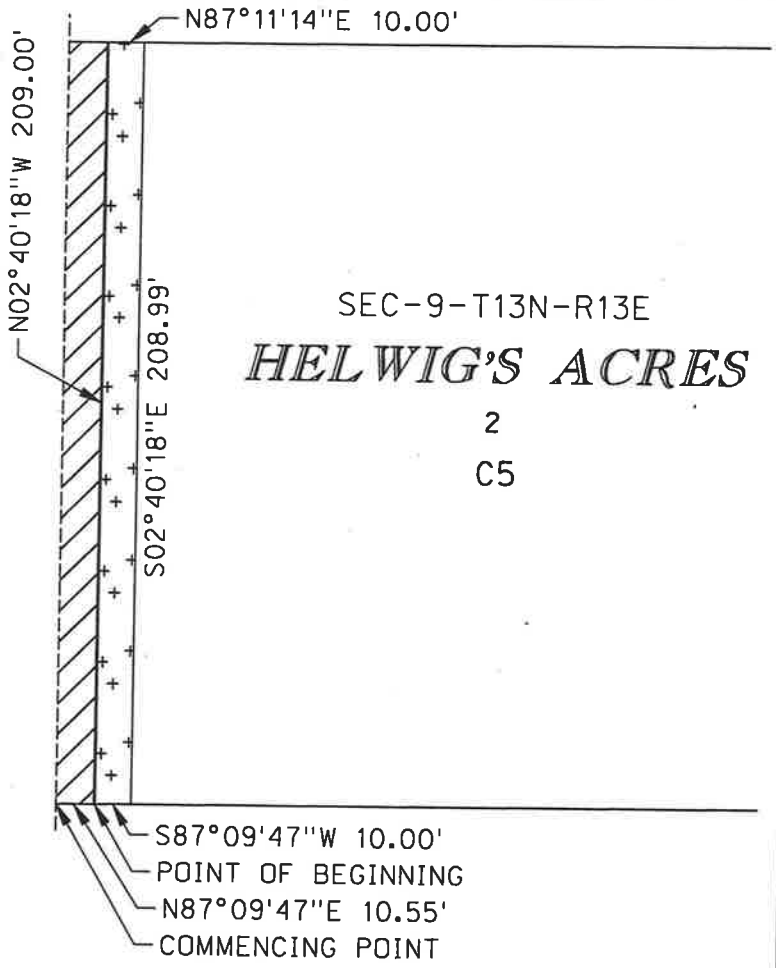 N87°11'14"E 10.00'
N02°40'18"W 209.00'
S02°40'18"E 208.99'
SEC-9-T13N-R13E
HELWIG'S ACRES
2
C5
S87°09'47"W 10.00'
POINT OF BEGINNING
N87°09'47"E 10.55'
COMMENCING POINT